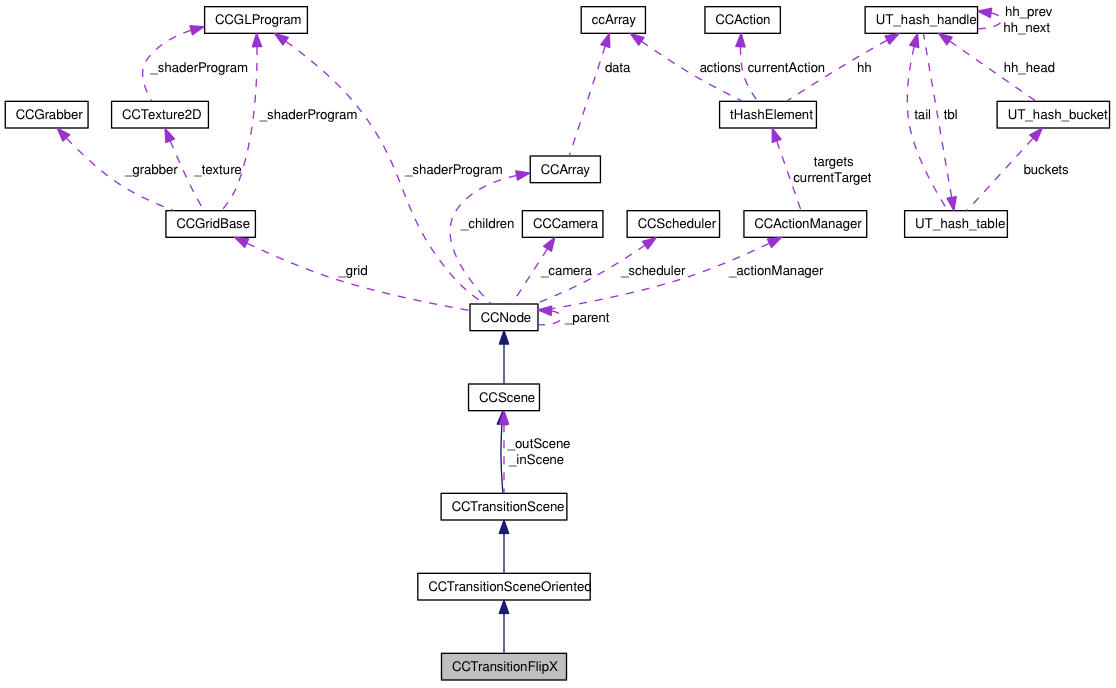 CCGLProgram
ccArray
CCAction
UT_hash_handle
hh_prev
hh_next
_shaderProgram
data
actions
currentAction
hh
hh_head
CCGrabber
CCTexture2D
_shaderProgram
tHashElement
tail
tbl
UT_hash_bucket
_grabber
_texture
_shaderProgram
CCArray
targets
currentTarget
buckets
CCGridBase
_children
CCCamera
CCScheduler
CCActionManager
UT_hash_table
_grid
_camera
_scheduler
_actionManager
CCNode
_parent
CCScene
_outScene
_inScene
CCTransitionScene
CCTransitionSceneOriented
CCTransitionFlipX